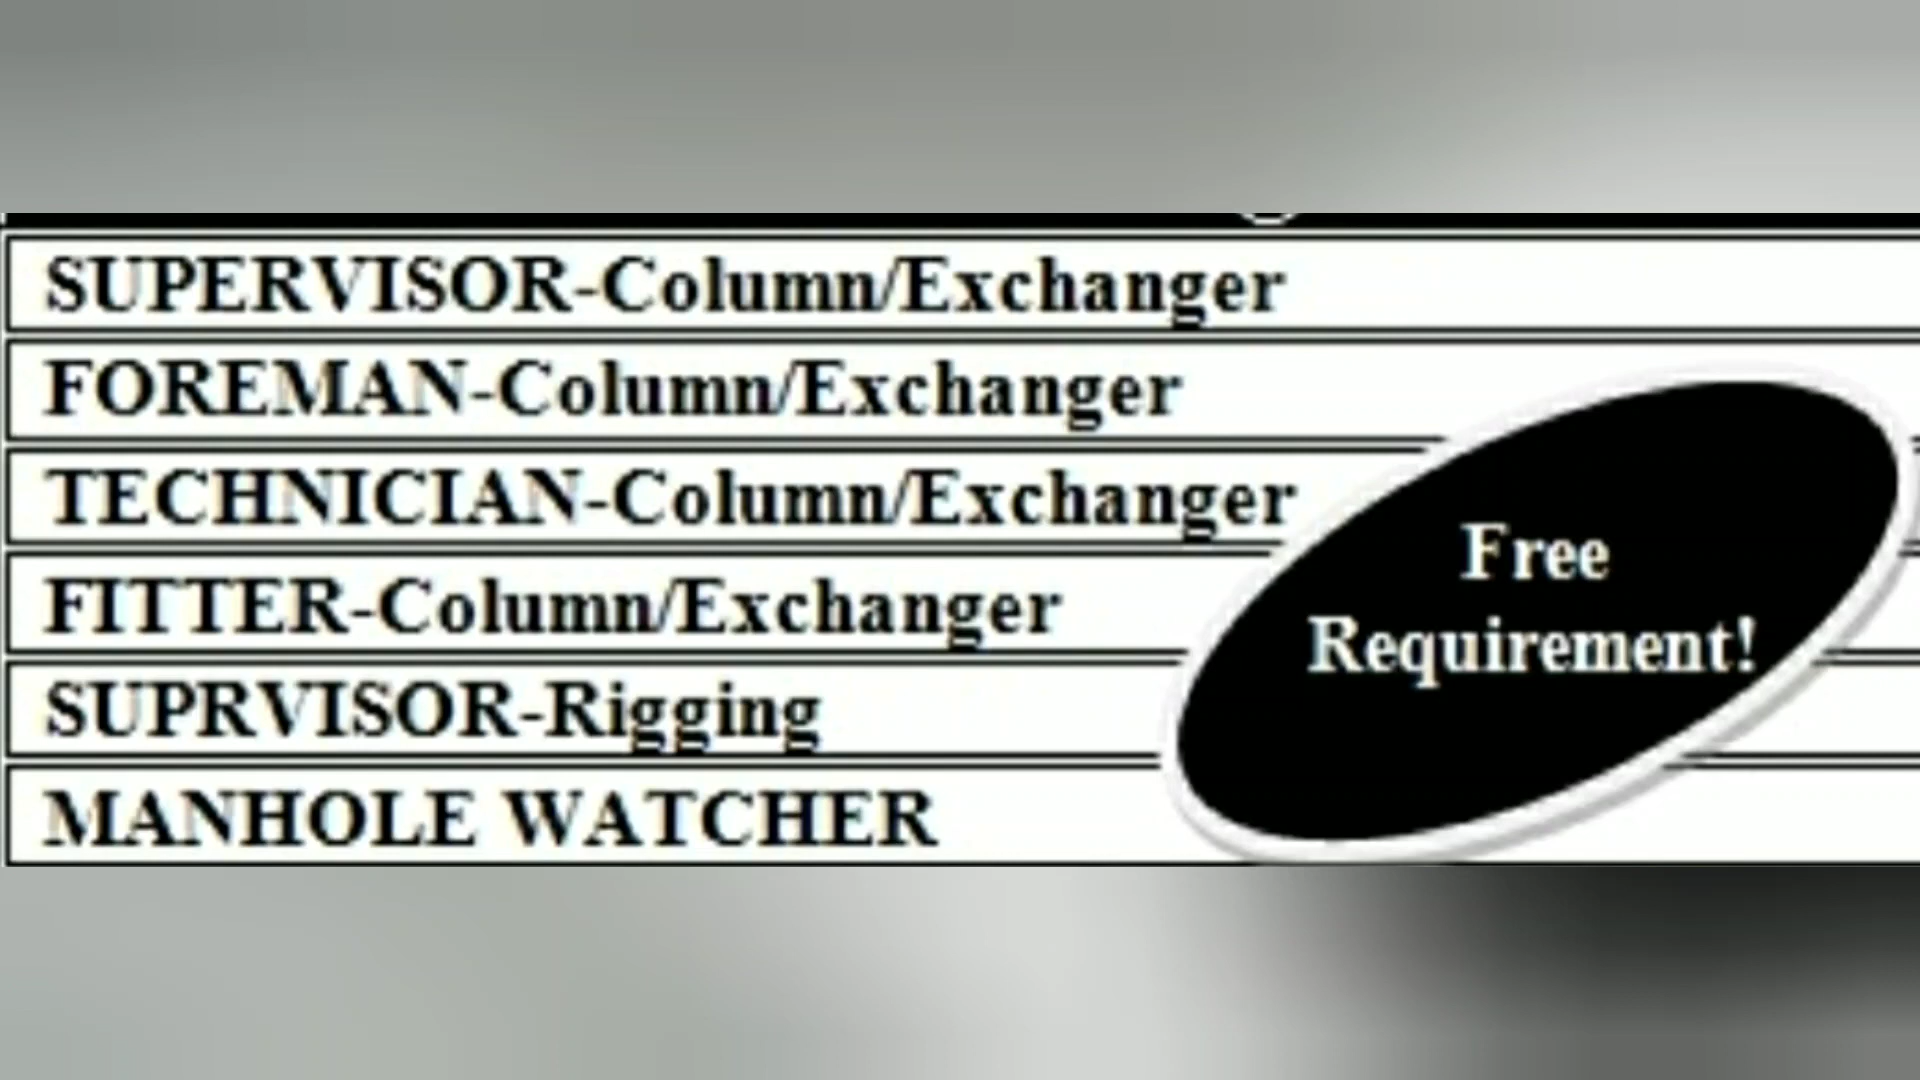 SUPERVISOR-Column/Exchanger
FOREMAN-Column/Exchanger
TECHNICIAN-Column/Exchanger
FITTER-Column/Exchanger
SUPRVISOR-Rigging
MANHOLE WATCHER
Free
Requirement!